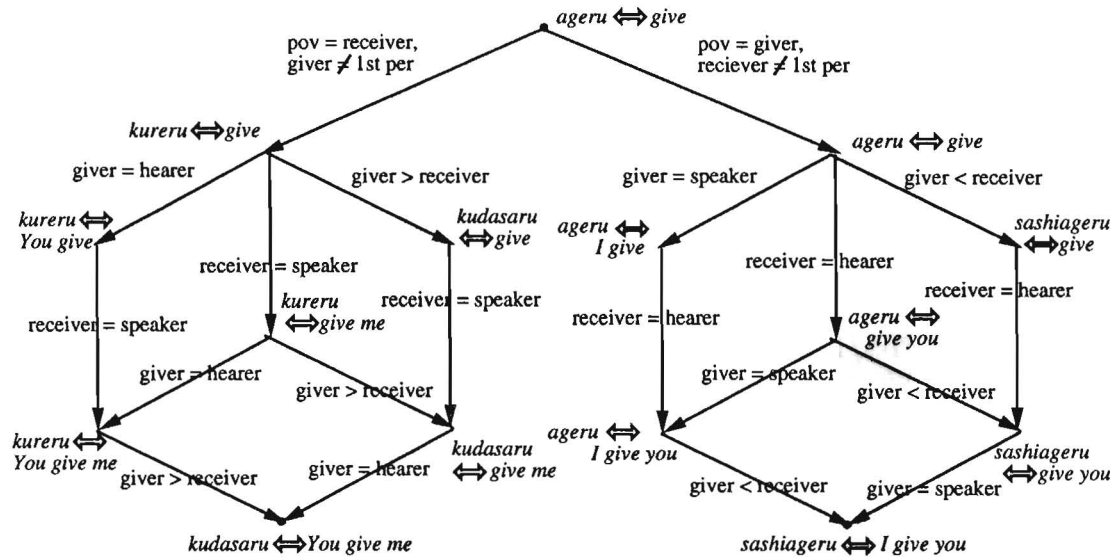 ageru ⇔ give
pov = receiver,
giver ≠ 1st per
pov = giver,
reciever ≠ 1st per
kureru ⇔ give
ageru ⇔ give
giver = hearer
giver > receiver
giver = speaker
giver < receiver
kureru ⇔
You give
kudasaru
⇔ give
ageru ⇔
I give
sashiageru
⇔ give
receiver = speaker
receiver = hearer
receiver = speaker
kureru
⇔ give me
receiver = speaker
receiver = hearer
ageru ⇔
give you
receiver = hearer
giver = hearer
giver > receiver
giver = speaker
giver < receiver
kureru ⇔
You give me
kudasaru
⇔ give me
ageru ⇔
I give you
sashiageru
⇔ give you
giver > receiver
giver = hearer
giver < receiver
giver = speaker
kudasaru ⇔ You give me
sashiageru ⇔ I give you